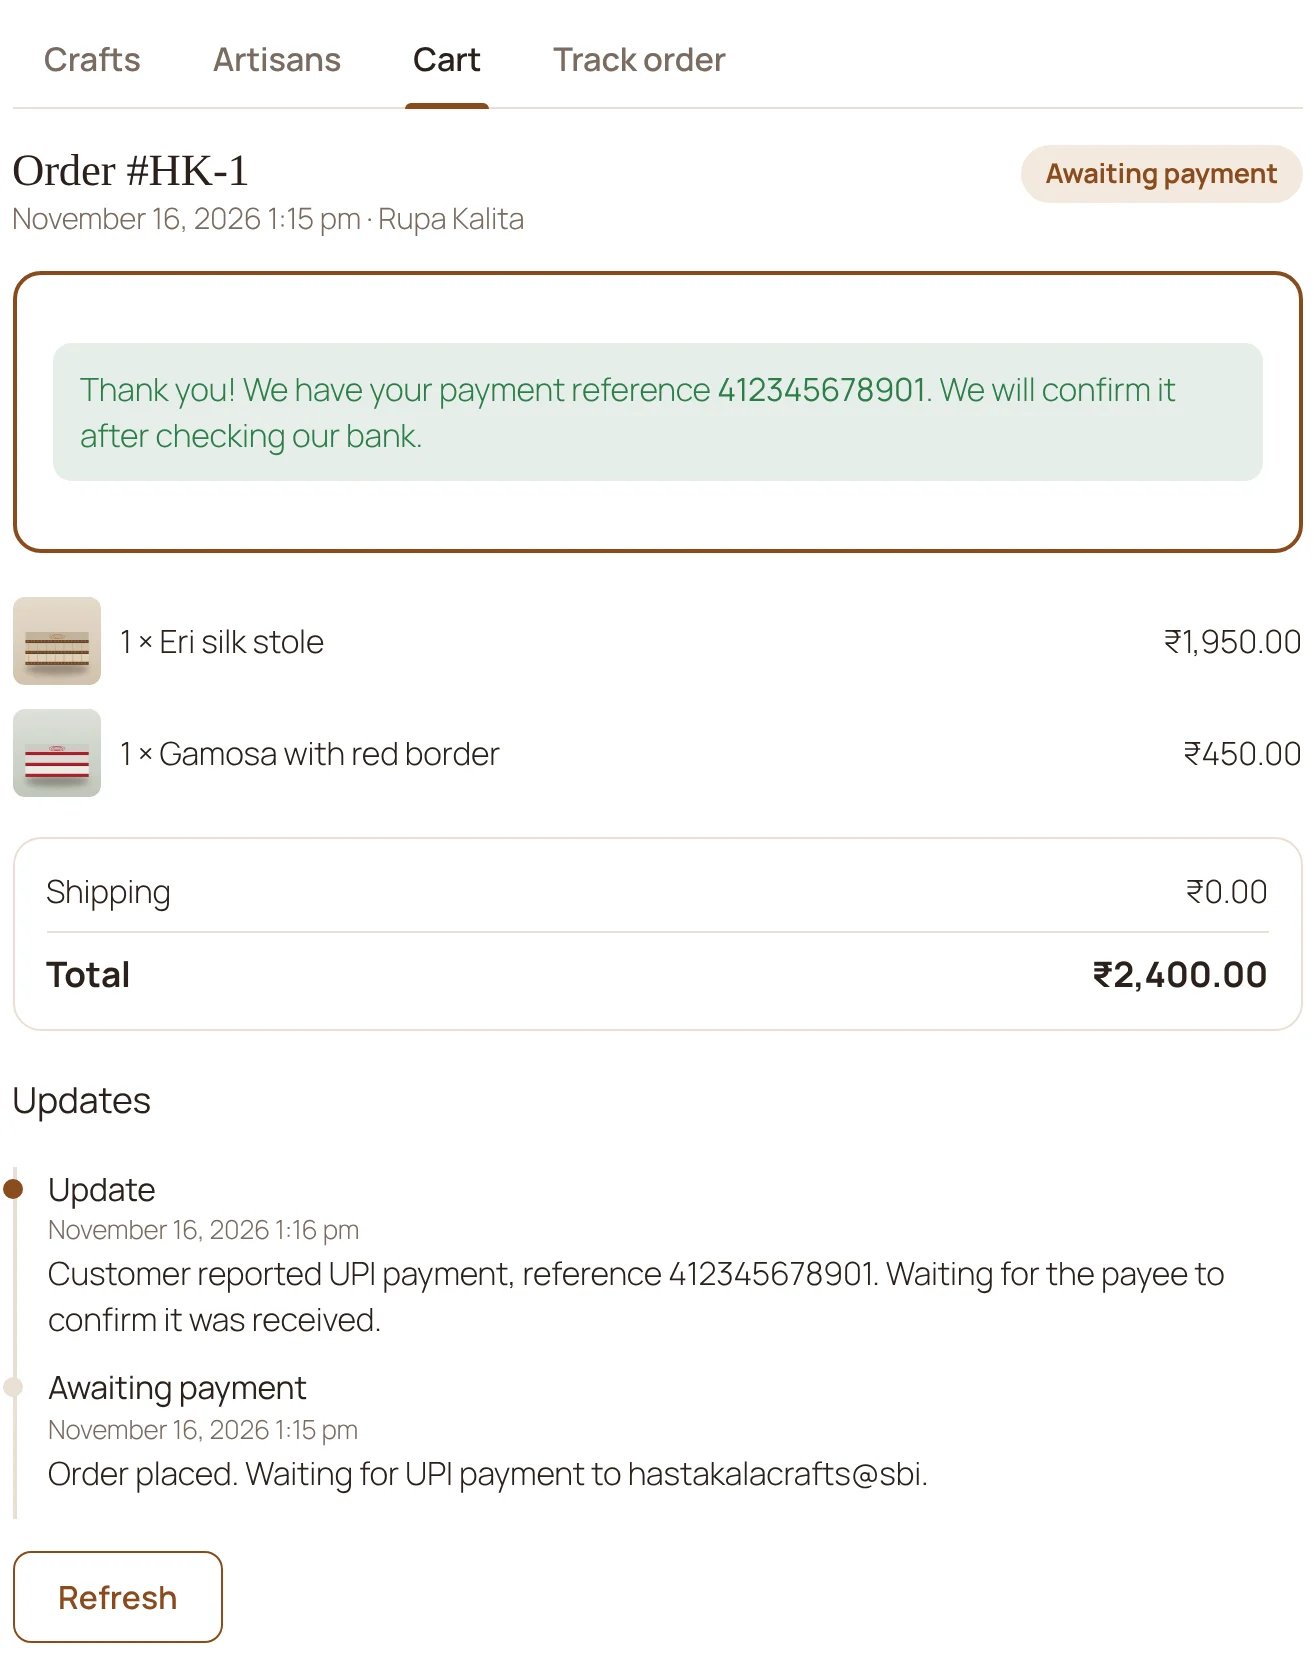 Crafts Artisans Cart Track order
Order #HK-1
Awaiting payment
November 16, 2026 1:15 pm · Rupa Kalita
Thank you! We have your payment reference 412345678901. We will confirm it
after checking our bank.
1 × Eri silk stole ₹1,950.00
1 × Gamosa with red border ₹450.00
Shipping ₹0.00
Total ₹2,400.00
Updates
Update
November 16, 2026 1:16 pm
Customer reported UPI payment, reference 412345678901. Waiting for the payee to
confirm it was received.
Awaiting payment
November 16, 2026 1:15 pm
Order placed. Waiting for UPI payment to hastakalacrafts@sbi.
Refresh